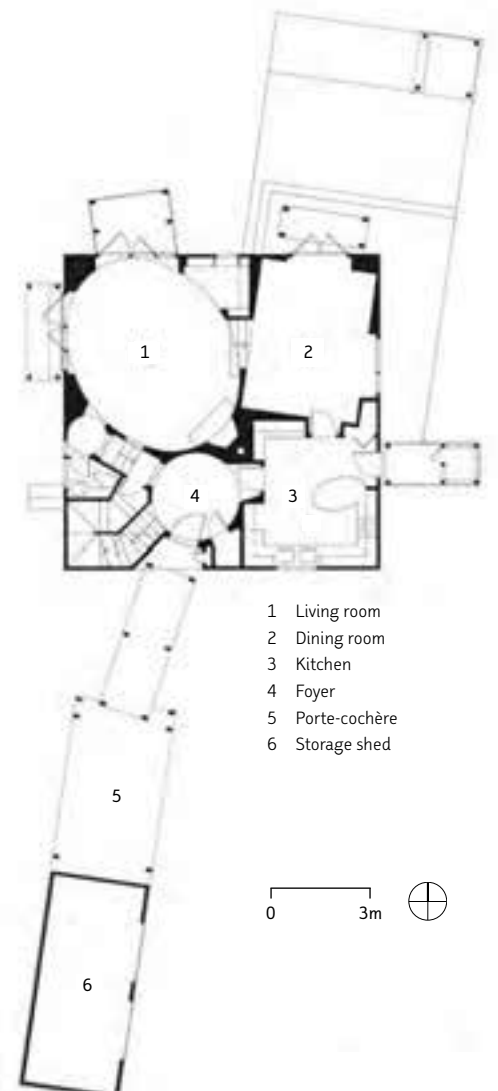 1
2
3
4
1 Living room
2 Dining room
3 Kitchen
4 Foyer
5 Porte-cochère
6 Storage shed
5
0 3m
6